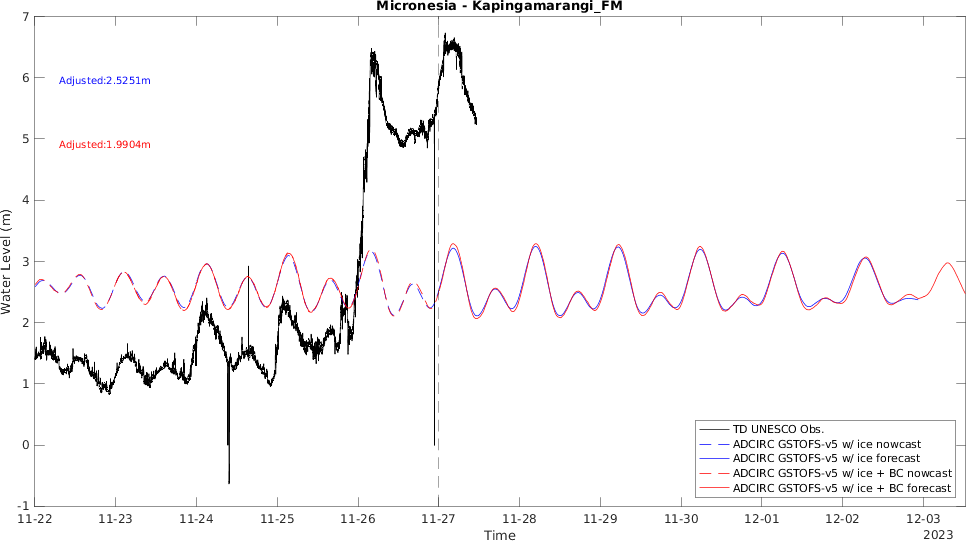 Micronesia - Kapingamarangi_FM
7
6
5
4
3
2
1
0
-1
Water Level (m)
Adjusted:2.5251m
Adjusted:1.9904m
TD UNESCO Obs.
ADCIRC GSTOFS-v5 w/ ice nowcast
ADCIRC GSTOFS-v5 w/ ice forecast
ADCIRC GSTOFS-v5 w/ ice + BC nowcast
ADCIRC GSTOFS-v5 w/ ice + BC forecast
11-22 11-23 11-24 11-25 11-26 11-27 11-28 11-29 11-30 12-01 12-02 12-03
Time
2023